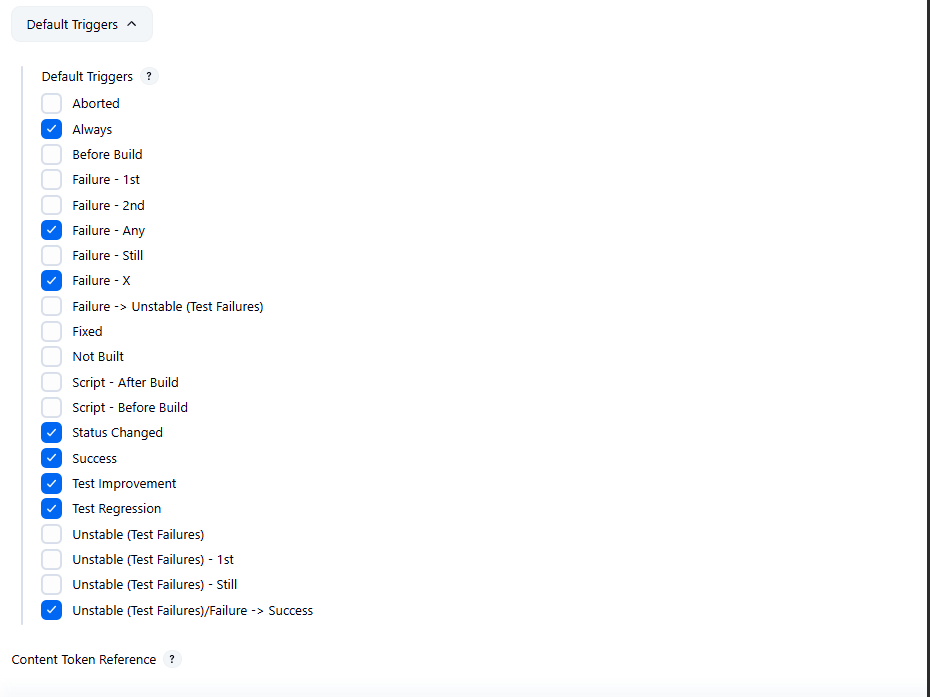 Default Triggers
Default Triggers ?
Aborted
Always
Before Build
Failure - 1st
Failure - 2nd
Failure - Any
Failure - Still
Failure - X
Failure -> Unstable (Test Failures)
Fixed
Not Built
Script - After Build
Script - Before Build
Status Changed
Success
Test Improvement
Test Regression
Unstable (Test Failures)
Unstable (Test Failures) - 1st
Unstable (Test Failures) - Still
Unstable (Test Failures)/Failure -> Success
Content Token Reference ?